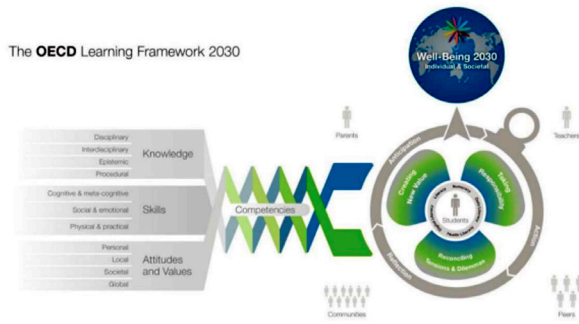 The OECD Learning Framework 2030
Disciplinary
Interdisciplinary
Epistemic
Procedural
Knowledge
Cognitive & meta-cognitive
Social & emotional
Physical & practical
Skills
Personal
Local
Societal
Global
Attitudes
and Values
Competencies
Well-Being 2030
Individual & Societal
Parents
Teachers
Anticipation
Action
Reflection
Creating
New Value
Taking
Responsibility
Reconciling
Tensions & Dilemmas
Students
Communities
Peers